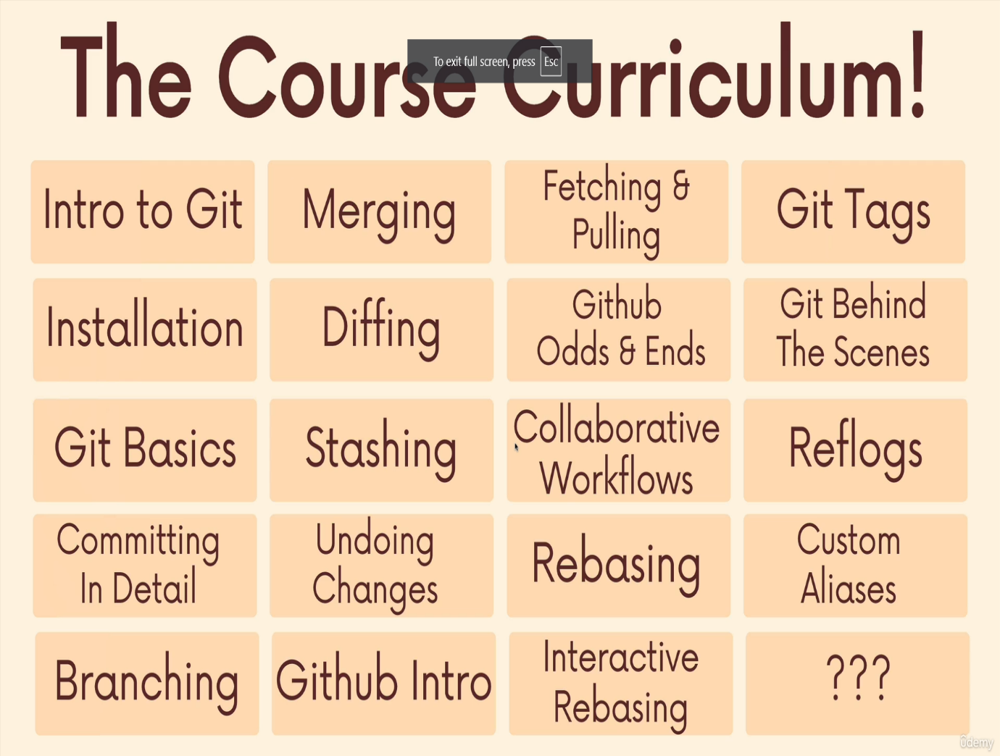 The Course Curriculum!
To exit full screen, press Esc
Intro to Git
Merging
Fetching &
Pulling
Git Tags
Installation
Diffing
Github
Odds & Ends
Git Behind
The Scenes
Git Basics
Stashing
Collaborative
Workflows
Reflogs
Committing
In Detail
Undoing
Changes
Rebasing
Custom
Aliases
Branching
Github Intro
Interactive
Rebasing
???
ûdemy